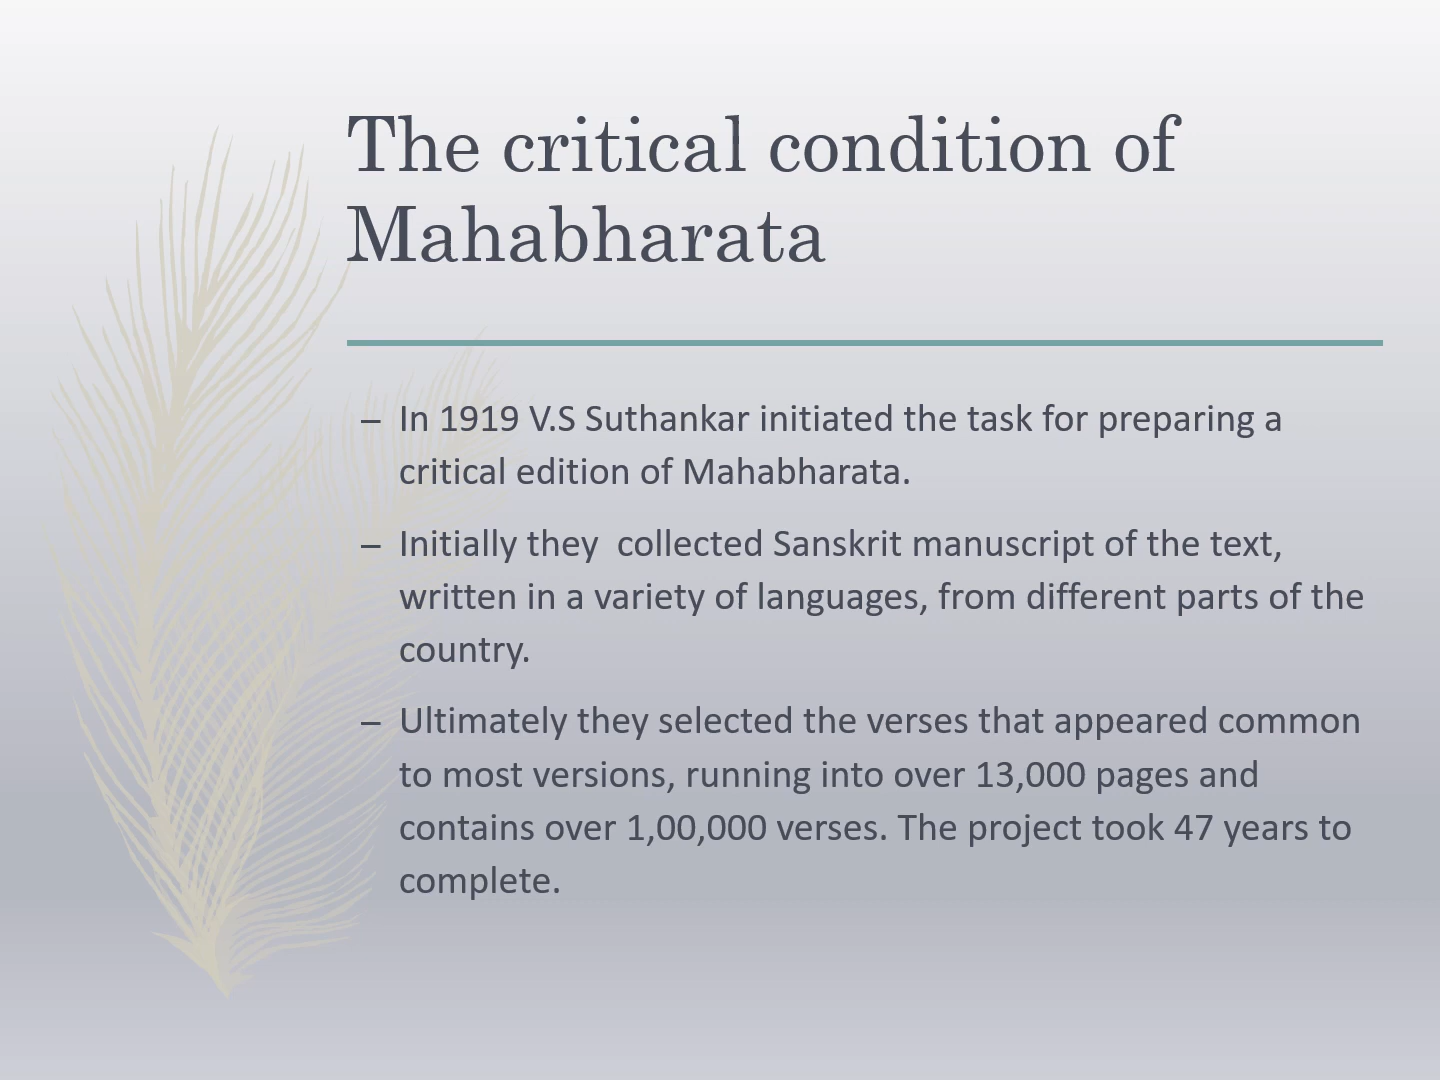 The critical condition of
Mahabharata
– In 1919 V.S Suthankar initiated the task for preparing a
critical edition of Mahabharata.
– Initially they  collected Sanskrit manuscript of the text,
written in a variety of languages, from different parts of the
country.
– Ultimately they selected the verses that appeared common
to most versions, running into over 13,000 pages and
contains over 1,00,000 verses. The project took 47 years to
complete.